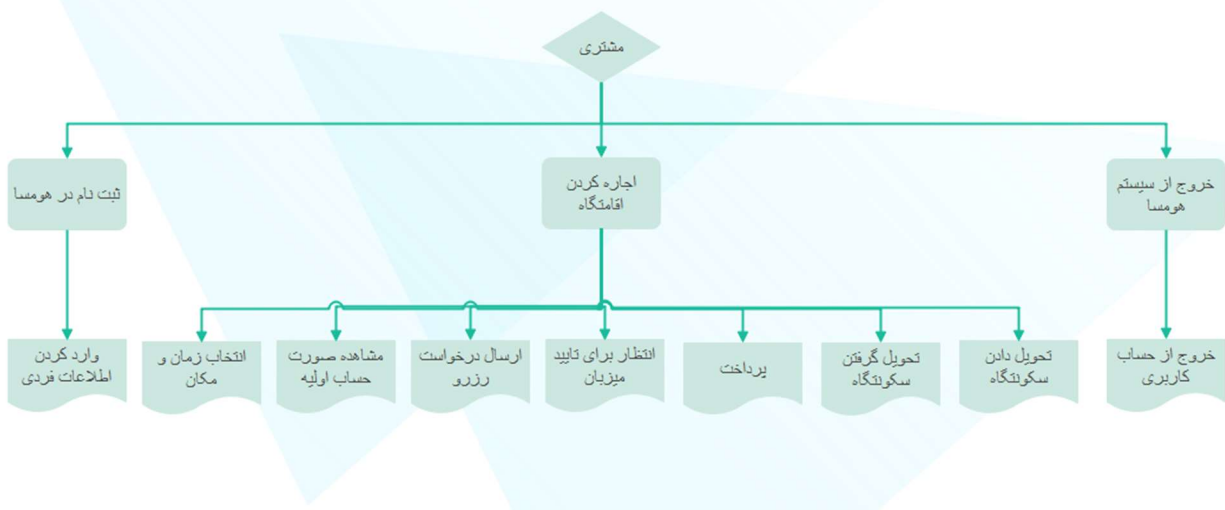 مشتری
ثبت نام در هومسا
اجاره کردن
اقامتگاه
خروج از سیستم
هومسا
وارد کردن
اطلاعات فردی
انتخاب زمان و
مکان
مشاهده صورت
حساب اولیه
ارسال درخواست
رزرو
انتظار برای تایید
میزبان
پرداخت
تحویل گرفتن
سکونتگاه
تحویل دادن
سکونتگاه
خروج از حساب
کاربری